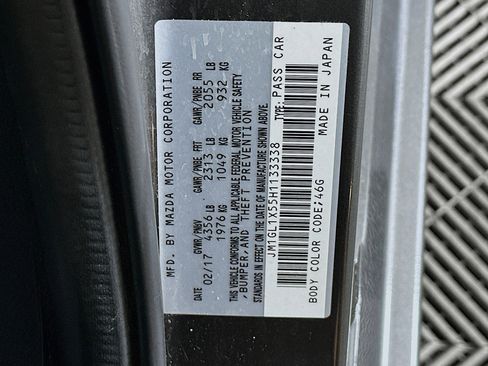 MFD. BY MAZDA MOTOR CORPORATION
DATE GVWR/PNBV GAWR/PNBE FRT GAWR/PNBE RR
02/17 4356 LB 2313 LB 2055 LB
1976 KG 1049 KG 932 KG
THIS VEHICLE CONFORMS TO ALL APPLICABLE FEDERAL MOTOR VEHICLE SAFETY
,BUMPER,AND THEFT PREVENTION
STANDARDS IN EFFECT ON THE DATE OF MANUFACTURE SHOWN ABOVE.
JM1GL1X55H1133338 TYPE:PASS CAR
MADE IN JAPAN
BODY COLOR CODE;46G